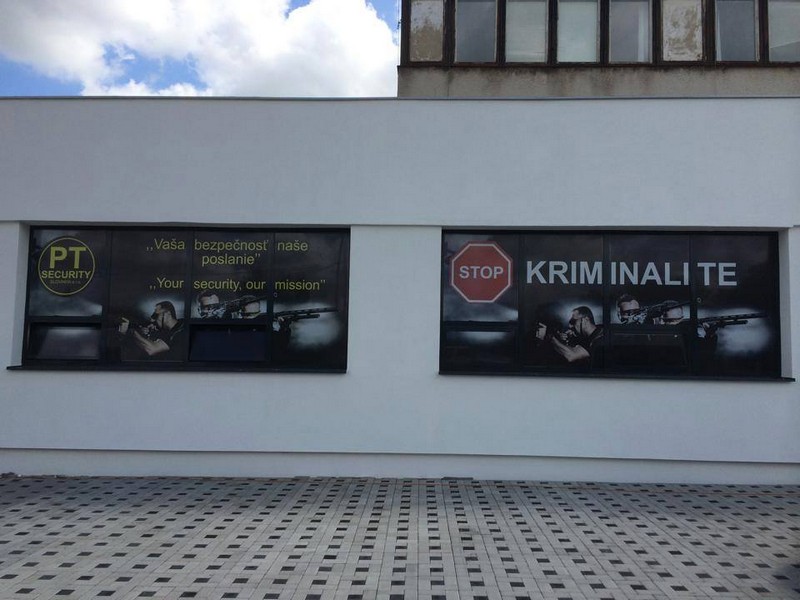 PT
SECURITY
,,Vaša bezpečnosť naše
poslanie"
,,Your security, our mission"
STOP
KRIMINALITE